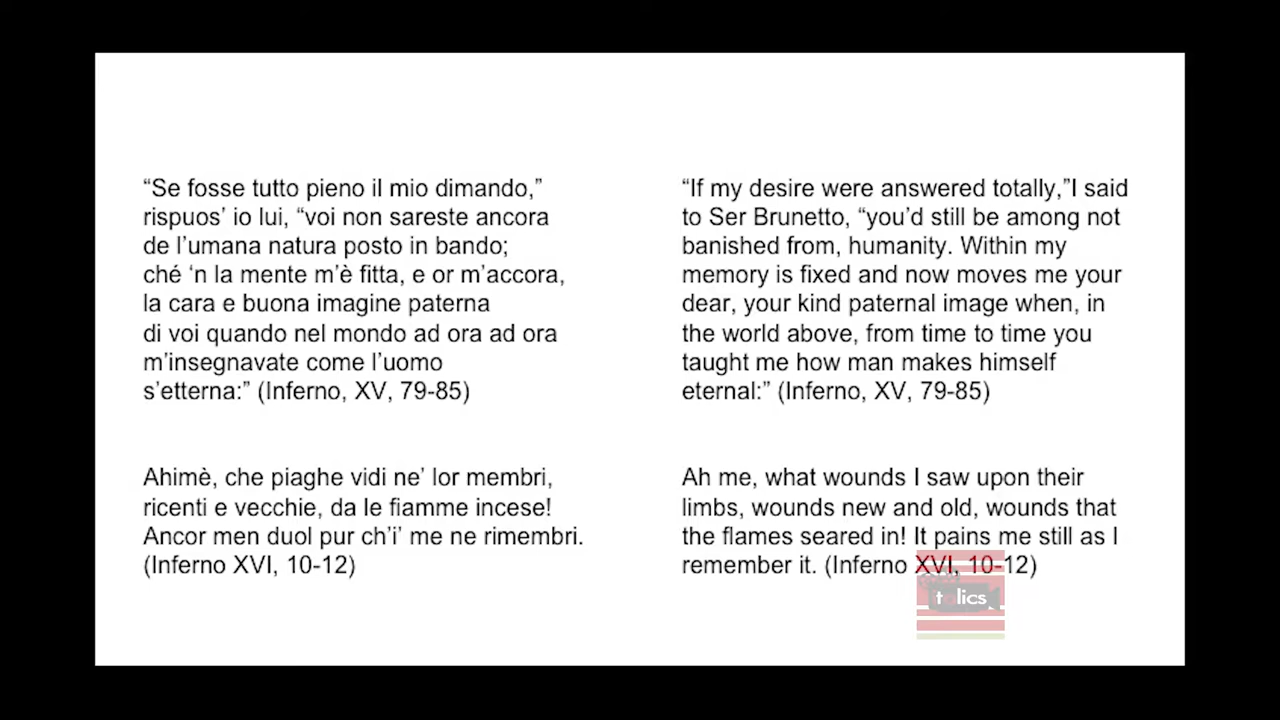 “Se fosse tutto pieno il mio dimando,”
rispuos’ io lui, “voi non sareste ancora
de l’umana natura posto in bando;
ché ‘n la mente m’è fitta, e or m’accora,
la cara e buona imagine paterna
di voi quando nel mondo ad ora ad ora
m’insegnavate come l’uomo
s’etterna:” (Inferno, XV, 79-85)
Ahimè, che piaghe vidi ne’ lor membri,
ricenti e vecchie, da le fiamme incese!
Ancor men duol pur ch’i’ me ne rimembri.
(Inferno XVI, 10-12)
“If my desire were answered totally,”I said
to Ser Brunetto, “you’d still be among not
banished from, humanity. Within my
memory is fixed and now moves me your
dear, your kind paternal image when, in
the world above, from time to time you
taught me how man makes himself
eternal:” (Inferno, XV, 79-85)
Ah me, what wounds I saw upon their
limbs, wounds new and old, wounds that
the flames seared in! It pains me still as I
remember it. (Inferno XVI, 10-12)
italics